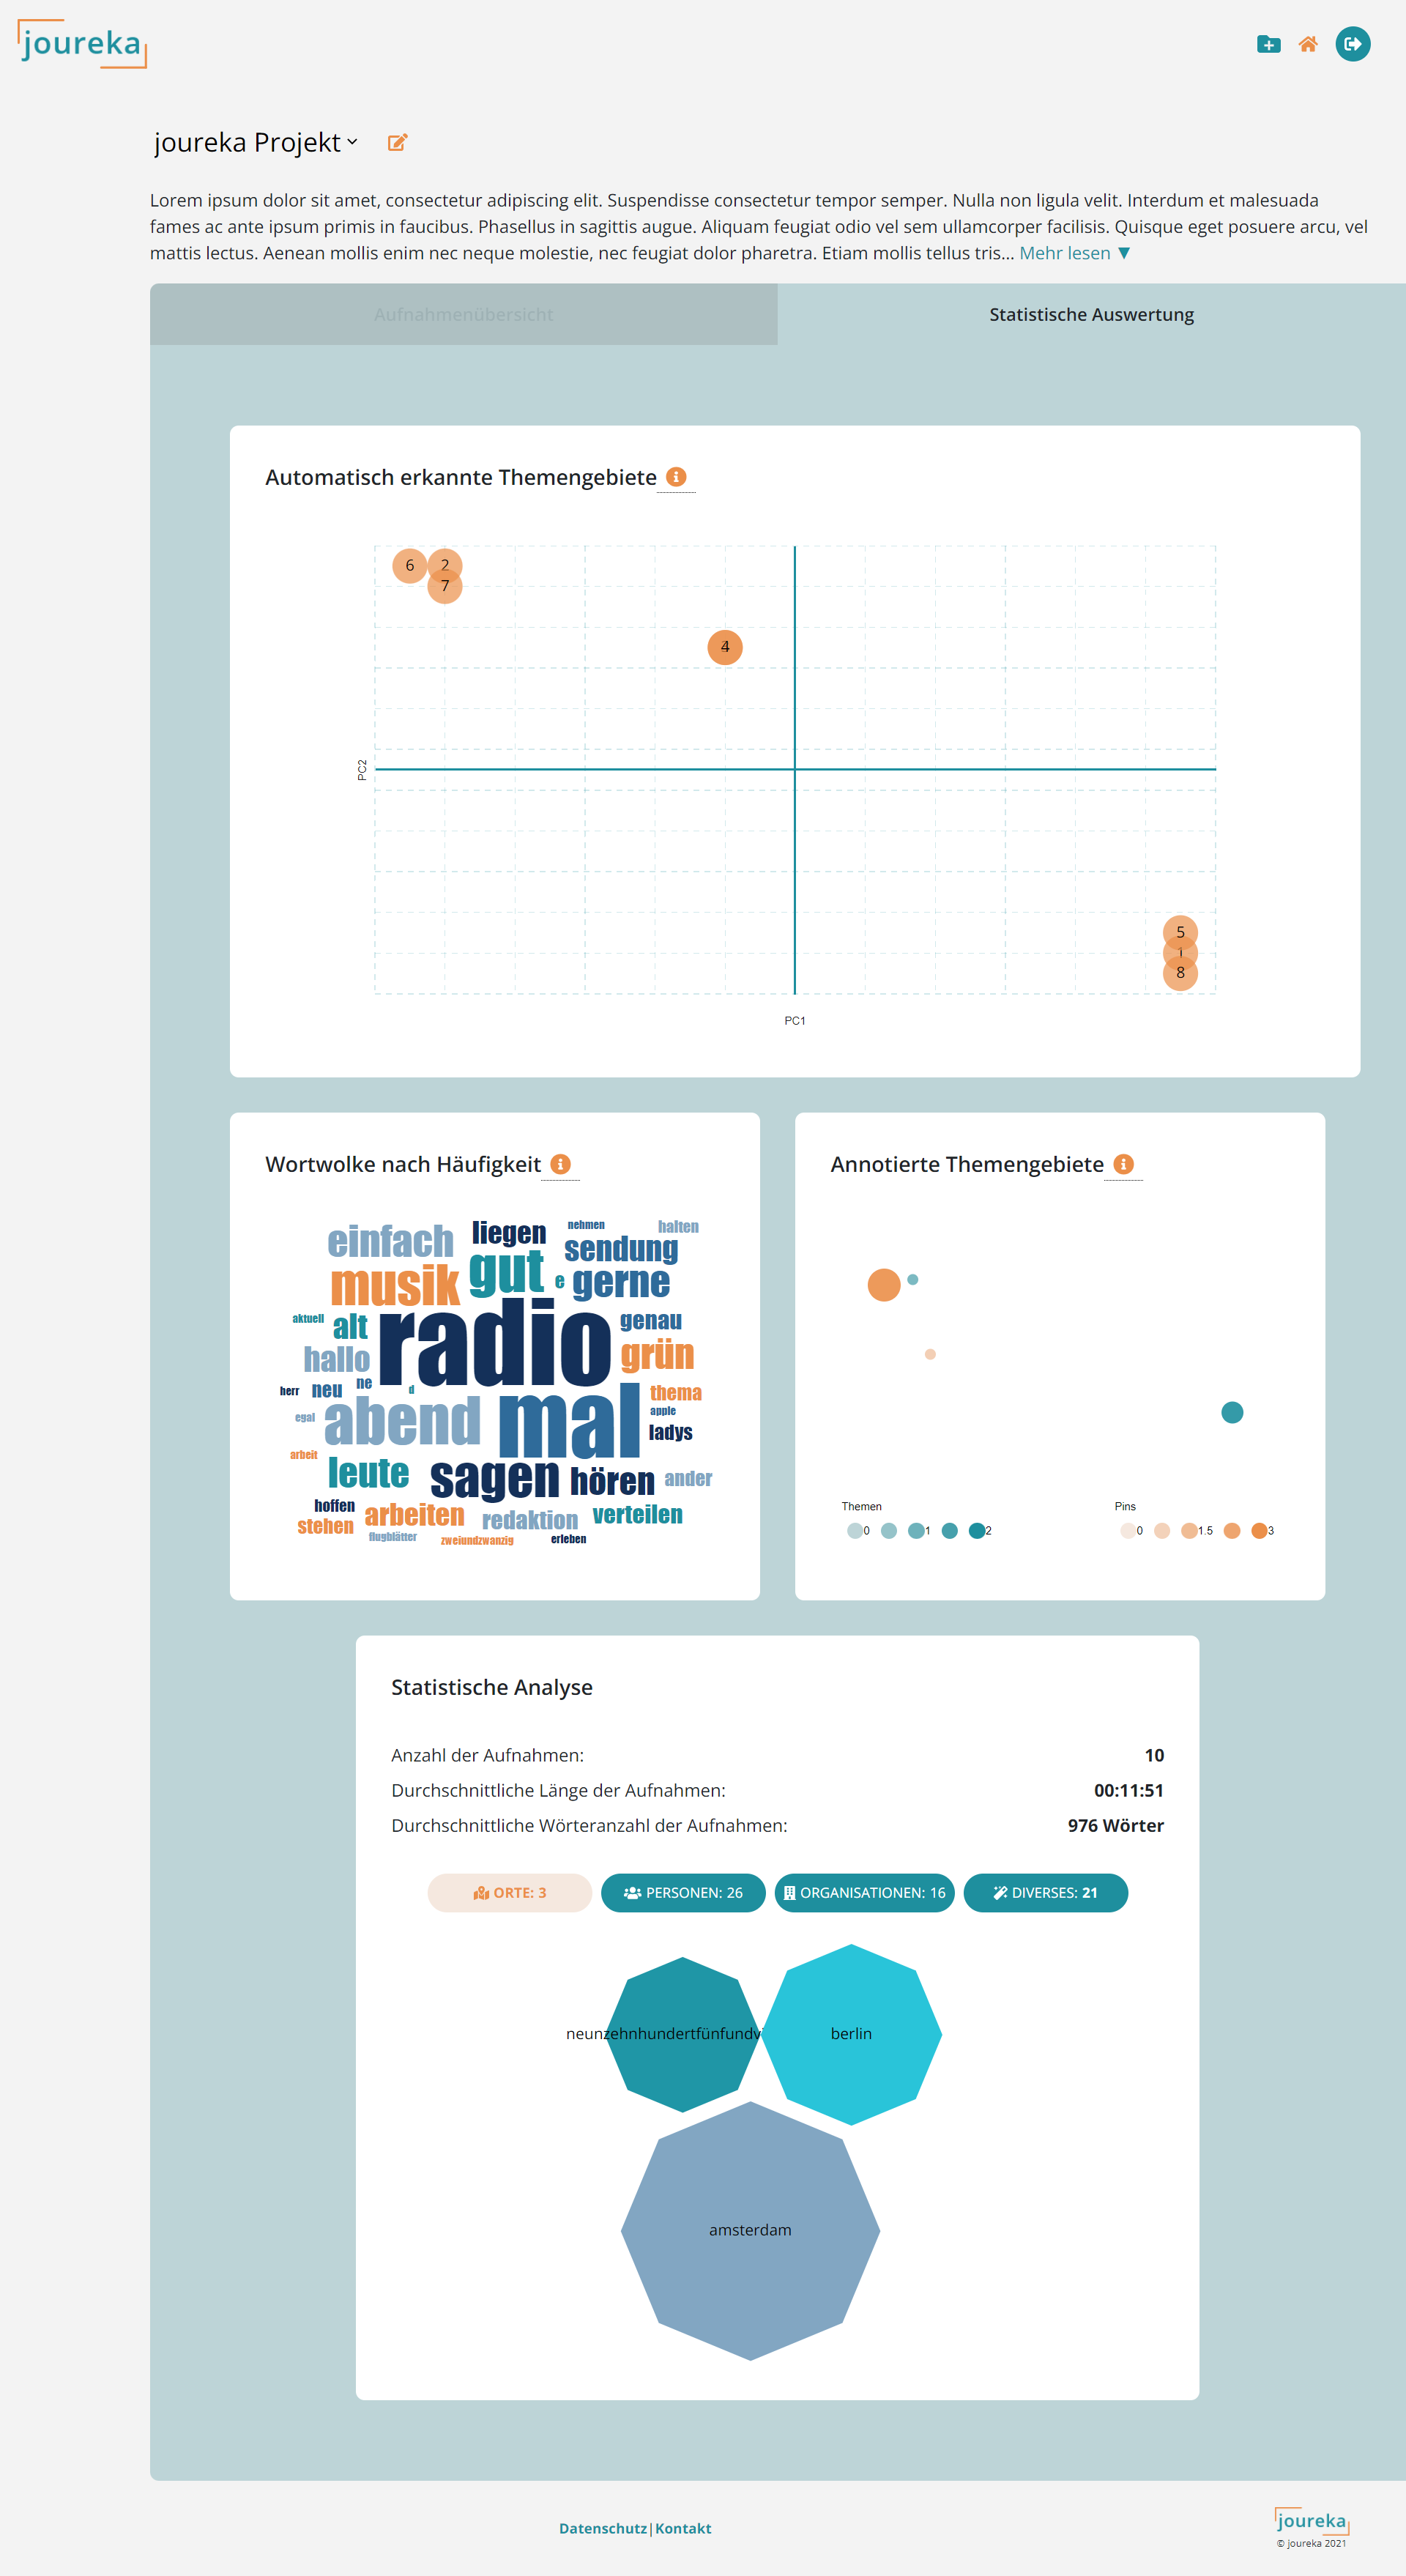 joureka
joureka Projekt
Lorem ipsum dolor sit amet, consectetur adipiscing elit. Suspendisse consectetur tempor semper. Nulla non ligula velit. Interdum et malesuada
fames ac ante ipsum primis in faucibus. Phasellus in sagittis augue. Aliquam feugiat odio vel sem ullamcorper facilisis. Quisque eget posuere arcu, vel
mattis lectus. Aenean mollis enim nec neque molestie, nec feugiat dolor pharetra. Etiam mollis tellus tris... Mehr lesen ▼
Aufnahmenübersicht
Statistische Auswertung
Automatisch erkannte Themengebiete
6 2
7
4
PC2
5
1
8
PC1
Wortwolke nach Häufigkeit
einfach liegen nehmen halten
musik gut sendung
e gerne
aktuell alt radio genau
hallo grün
herr neu ne d thema
egal abend mal apple
ladys
arbeit leute sagen hören ander
hoffen arbeiten redaktion verteilen
stehen flugblätter zweiundzwanzig erleben
Annotierte Themengebiete
Themen
0 1 2
Pins
0 1.5 3
Statistische Analyse
Anzahl der Aufnahmen: 10
Durchschnittliche Länge der Aufnahmen: 00:11:51
Durchschnittliche Wörteranzahl der Aufnahmen: 976 Wörter
ORTE: 3 PERSONEN: 26 ORGANISATIONEN: 16 DIVERSES: 21
neunzehnhundertfünfundv
berlin
amsterdam
Datenschutz|Kontakt
joureka
© joureka 2021